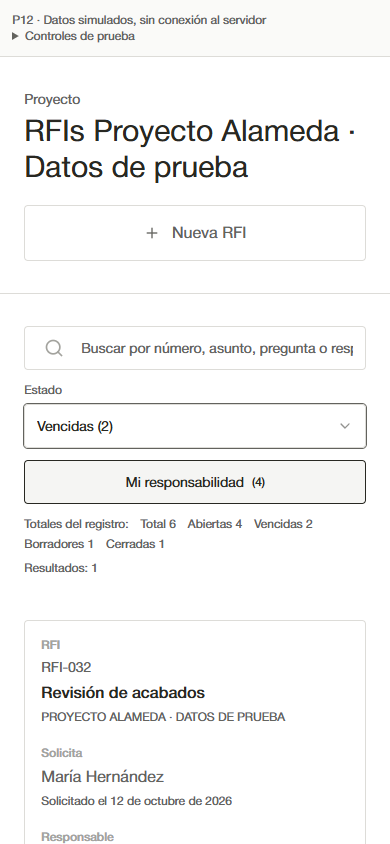 P12 · Datos simulados, sin conexión al servidor
Controles de prueba
Proyecto
RFIs Proyecto Alameda ·
Datos de prueba
+ Nueva RFI
Buscar por número, asunto, pregunta o resp
Estado
Vencidas (2)
Mi responsabilidad (4)
Totales del registro: Total 6 Abiertas 4 Vencidas 2
Borradores 1 Cerradas 1
Resultados: 1
RFI
RFI-032
Revisión de acabados
PROYECTO ALAMEDA · DATOS DE PRUEBA
Solicita
María Hernández
Solicitado el 12 de octubre de 2026
Responsable